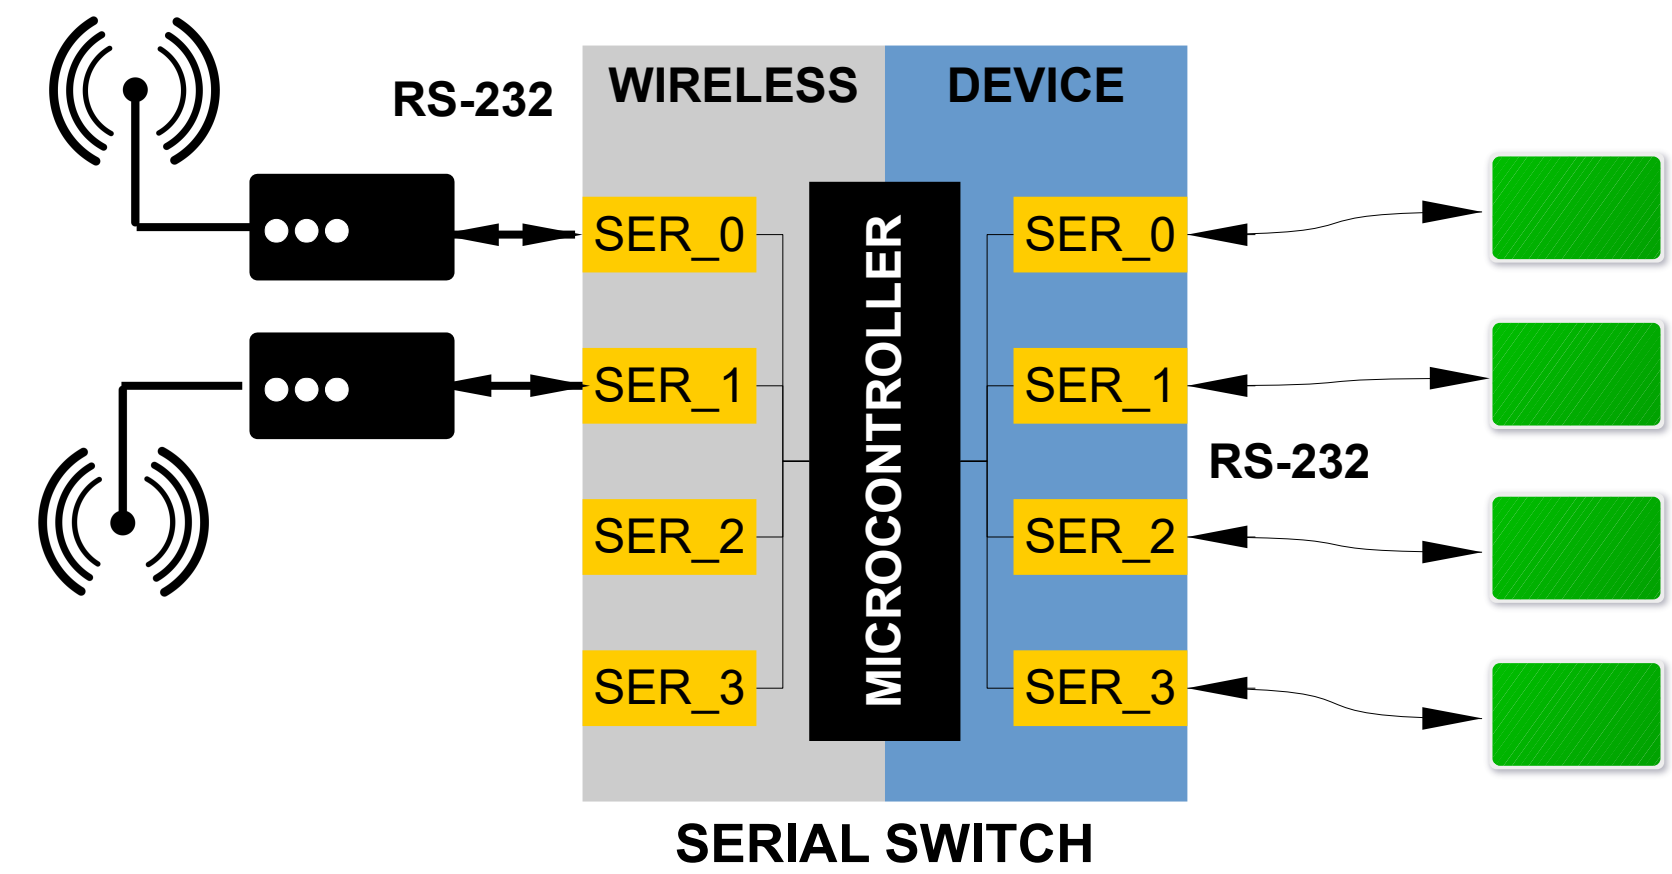 WIRELESS
DEVICE
RS-232
SER_0
SER_0
SER_1
SER_1
MICROCONTROLLER
RS-232
SER_2
SER_2
SER_3
SER_3
SERIAL SWITCH